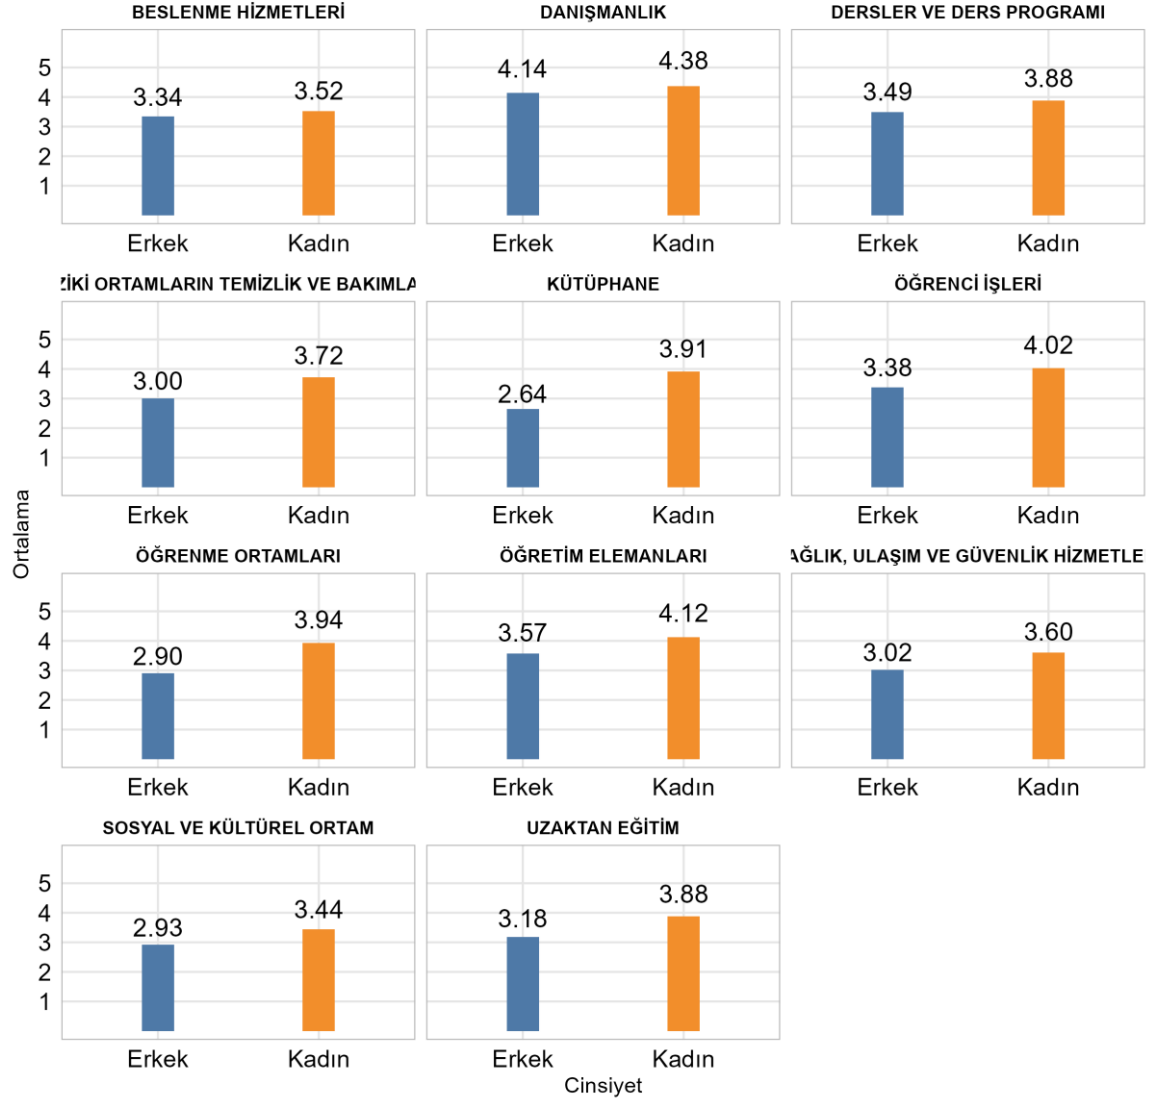 BESLENME HİZMETLERİ
5
4
3
2
1
3.34
3.52
Erkek
Kadın
DANIŞMANLIK
4.14
4.38
Erkek
Kadın
DERSLER VE DERS PROGRAMI
3.49
3.88
Erkek
Kadın
ZİKİ ORTAMLARIN TEMİZLİK VE BAKIMLA
5
4
3
2
1
3.00
3.72
Erkek
Kadın
KÜTÜPHANE
2.64
3.91
Erkek
Kadın
ÖĞRENCİ İŞLERİ
3.38
4.02
Erkek
Kadın
Ortalama
ÖĞRENME ORTAMLARI
5
4
3
2
1
2.90
3.94
Erkek
Kadın
ÖĞRETİM ELEMANLARI
3.57
4.12
Erkek
Kadın
AĞLIK, ULAŞIM VE GÜVENLİK HİZMETLE
3.02
3.60
Erkek
Kadın
SOSYAL VE KÜLTÜREL ORTAM
5
4
3
2
1
2.93
3.44
Erkek
Kadın
UZAKTAN EĞİTİM
3.18
3.88
Erkek
Kadın
Cinsiyet